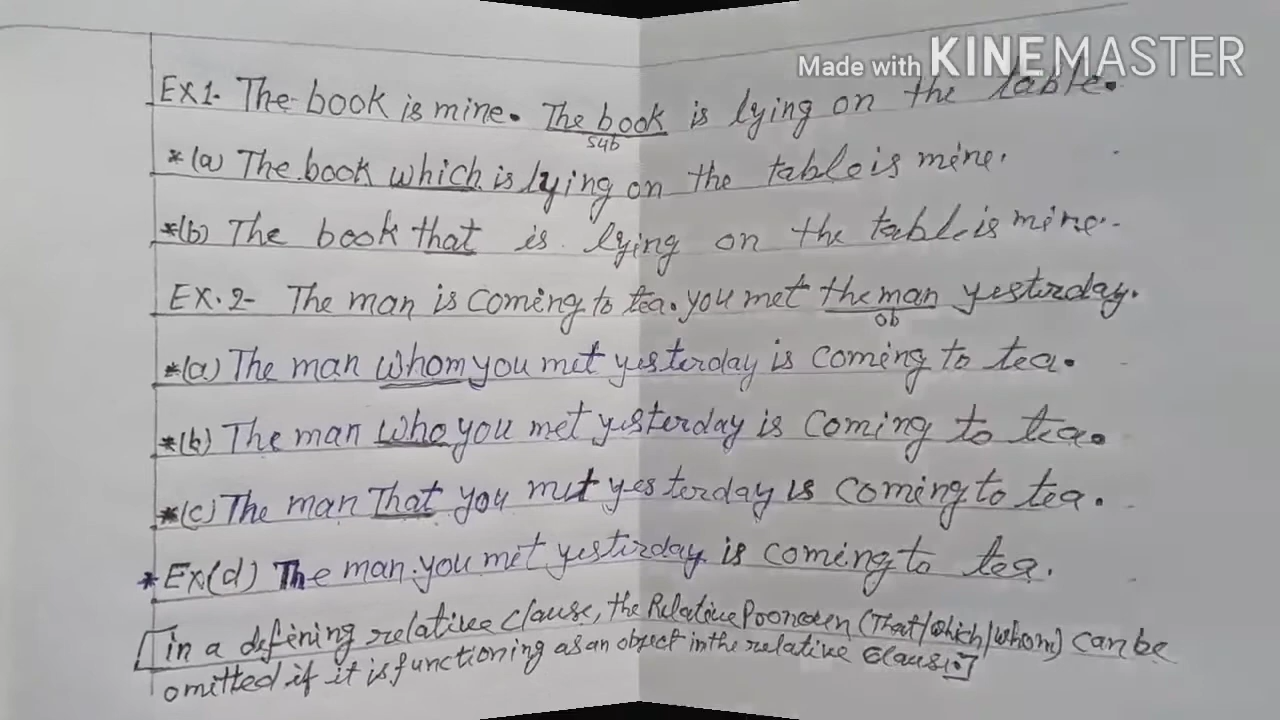 Made with KINEMASTER
Ex1. The book is mine. The book is lying on the table.
sub
*(a) The book which is lying on the table is mine.
*(b) The book that is lying on the table is mine.
Ex. 2- The man is coming to tea. you met the man yesterday.
ob
*(a) The man whom you met yesterday is coming to tea.
*(b) The man who you met yesterday is coming to tea.
*(c) The man That you met yesterday is coming to tea.
*Ex(d) The man you met yesterday is coming to tea.
[in a defining relative clause, the Relative Pronoun (That/which/whom) can be
omitted if it is functioning as an object in the relative clause.]